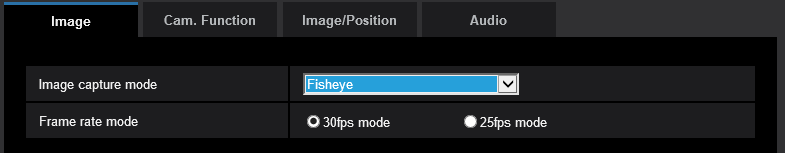 Image Cam. Function Image/Position Audio
Image capture mode Fisheye
Frame rate mode 30fps mode 25fps mode